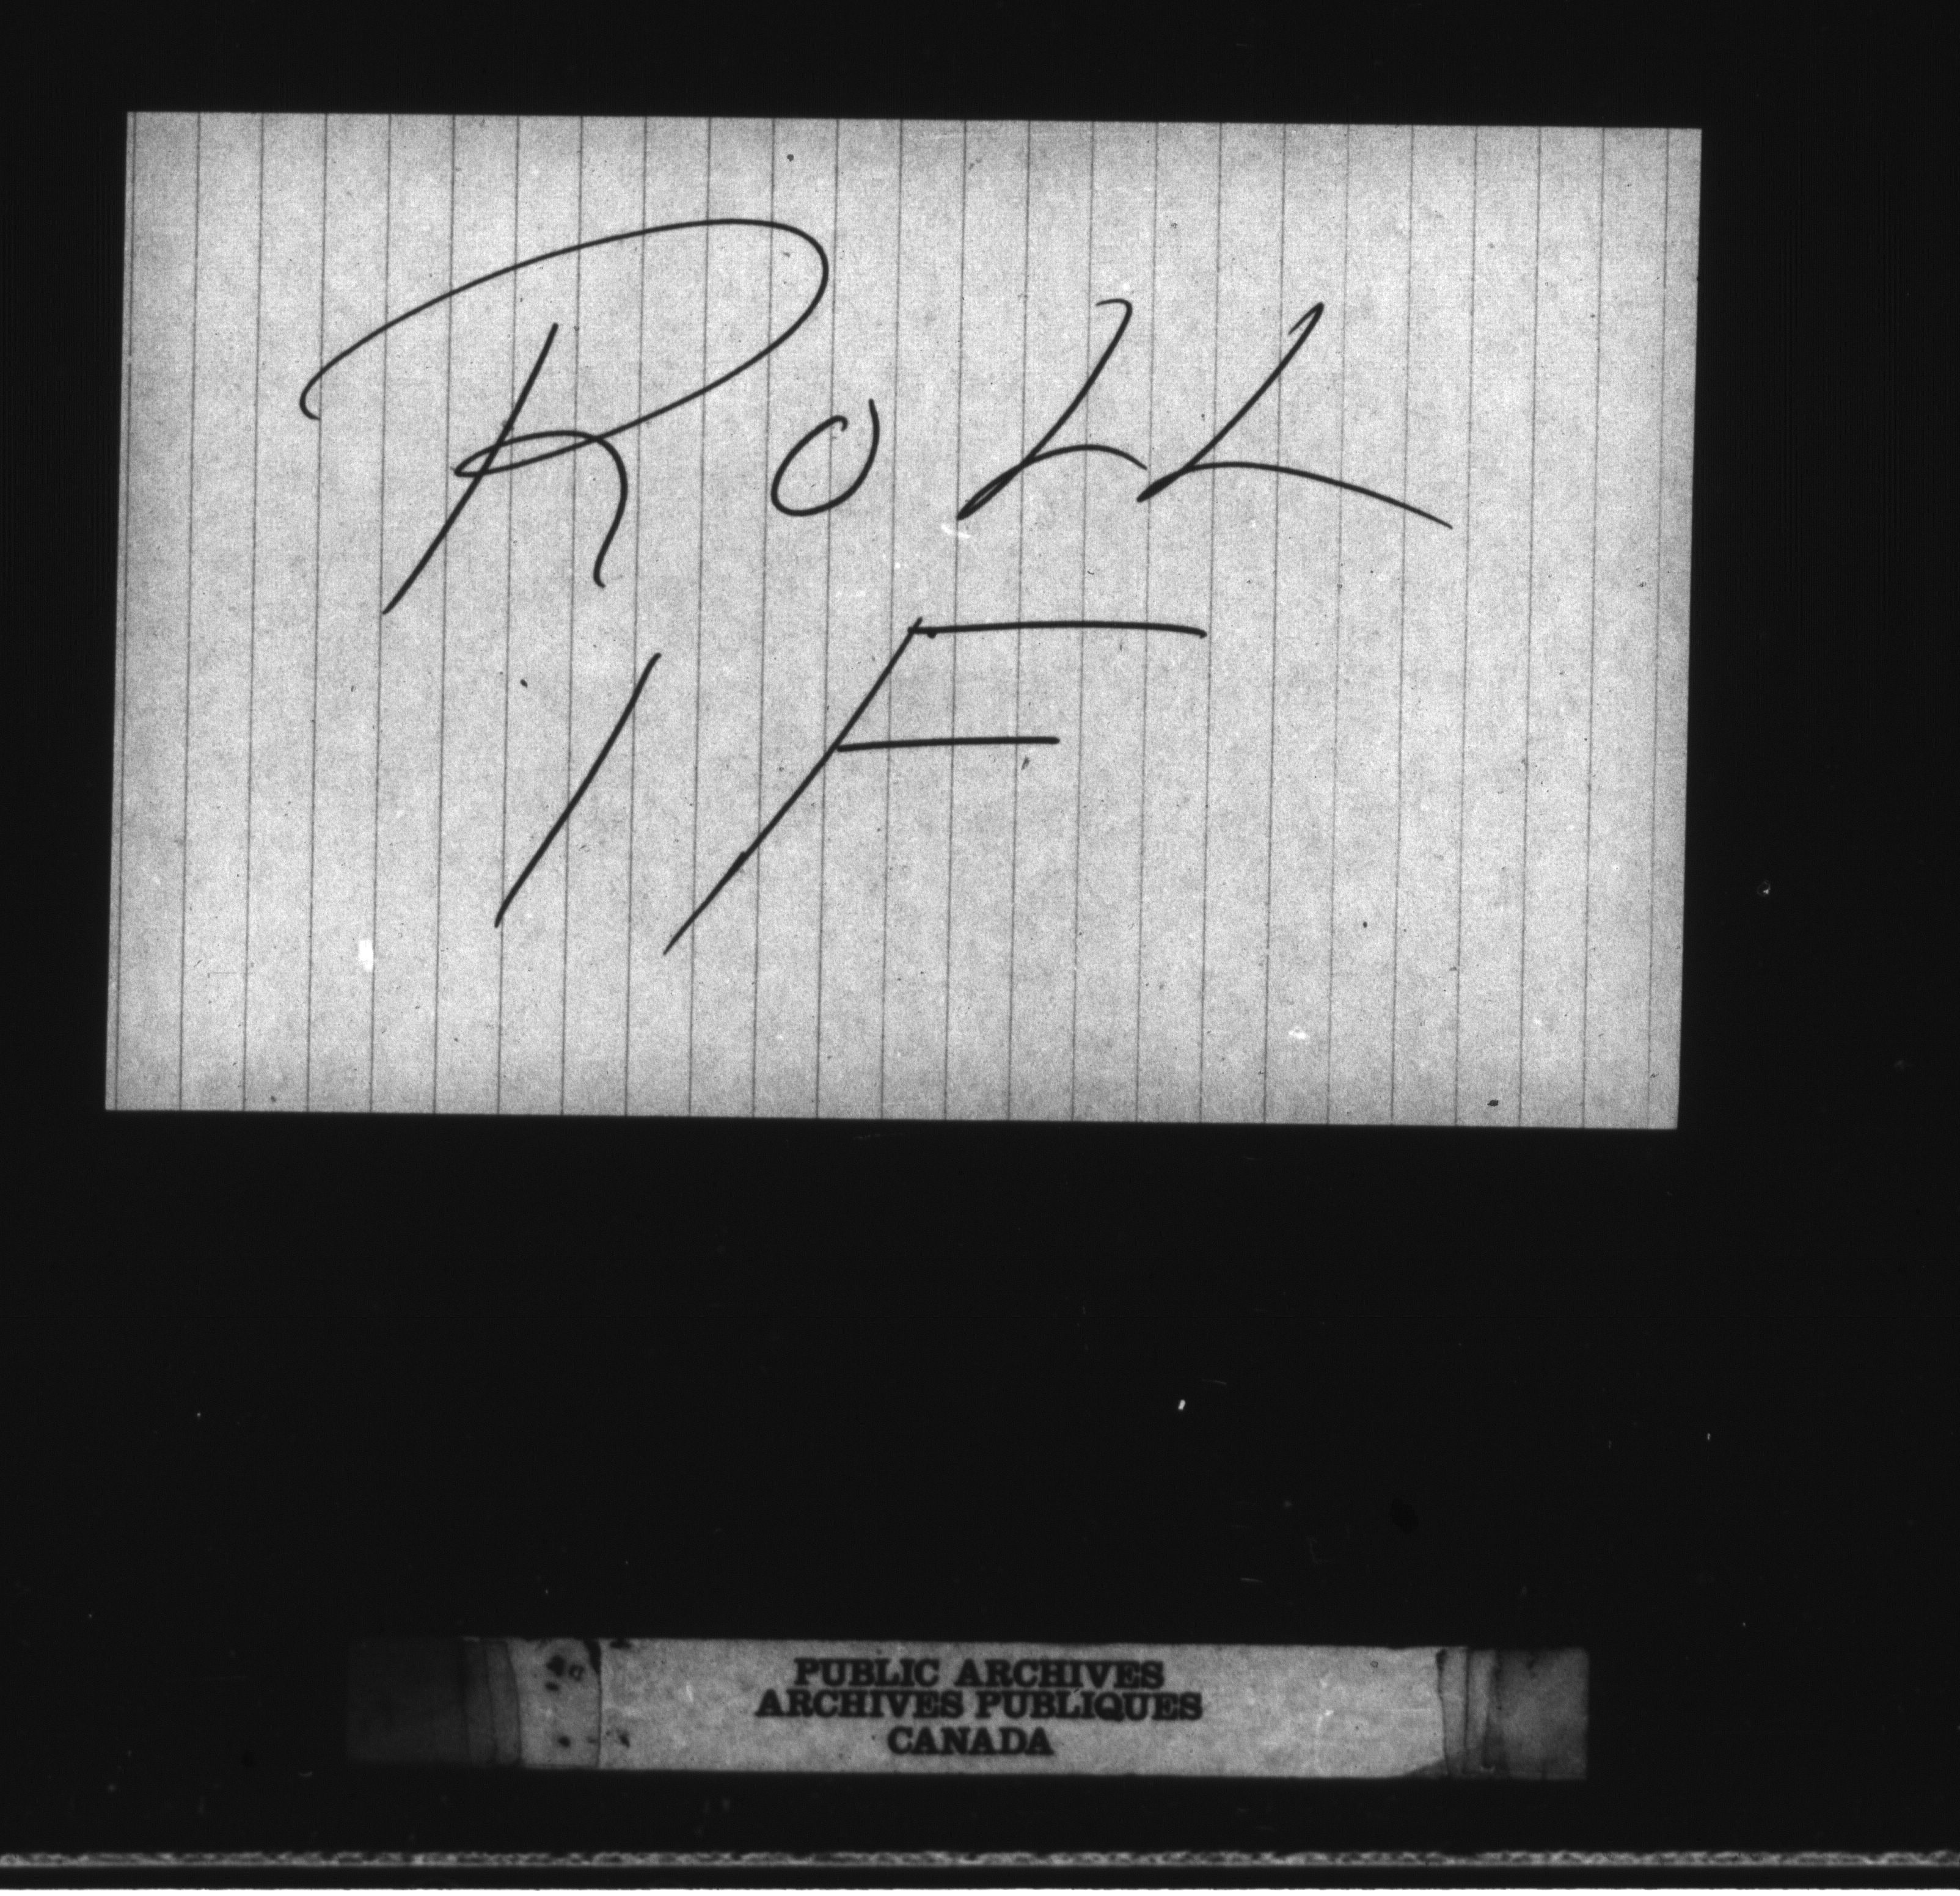 ROLL
1F
PUBLIC ARCHIVES
ARCHIVES PUBLIQUES
CANADA